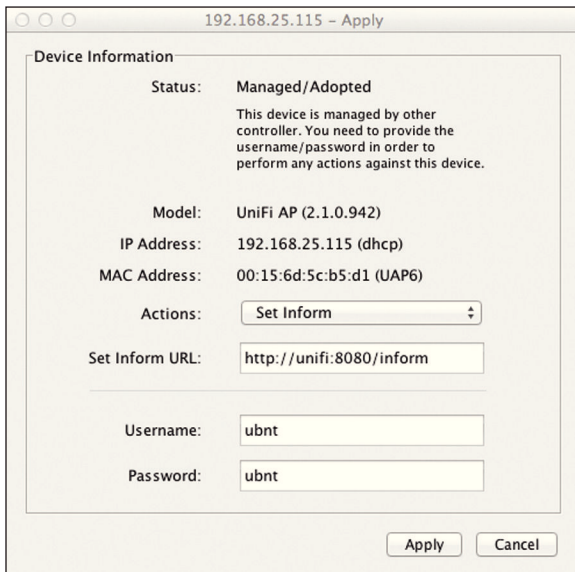 192.168.25.115 – Apply
Device Information
Status: Managed/Adopted
This device is managed by other
controller. You need to provide the
username/password in order to
perform any actions against this device.
Model: UniFi AP (2.1.0.942)
IP Address: 192.168.25.115 (dhcp)
MAC Address: 00:15:6d:5c:b5:d1 (UAP6)
Actions: Set Inform
Set Inform URL: http://unifi:8080/inform
Username: ubnt
Password: ubnt
Apply Cancel